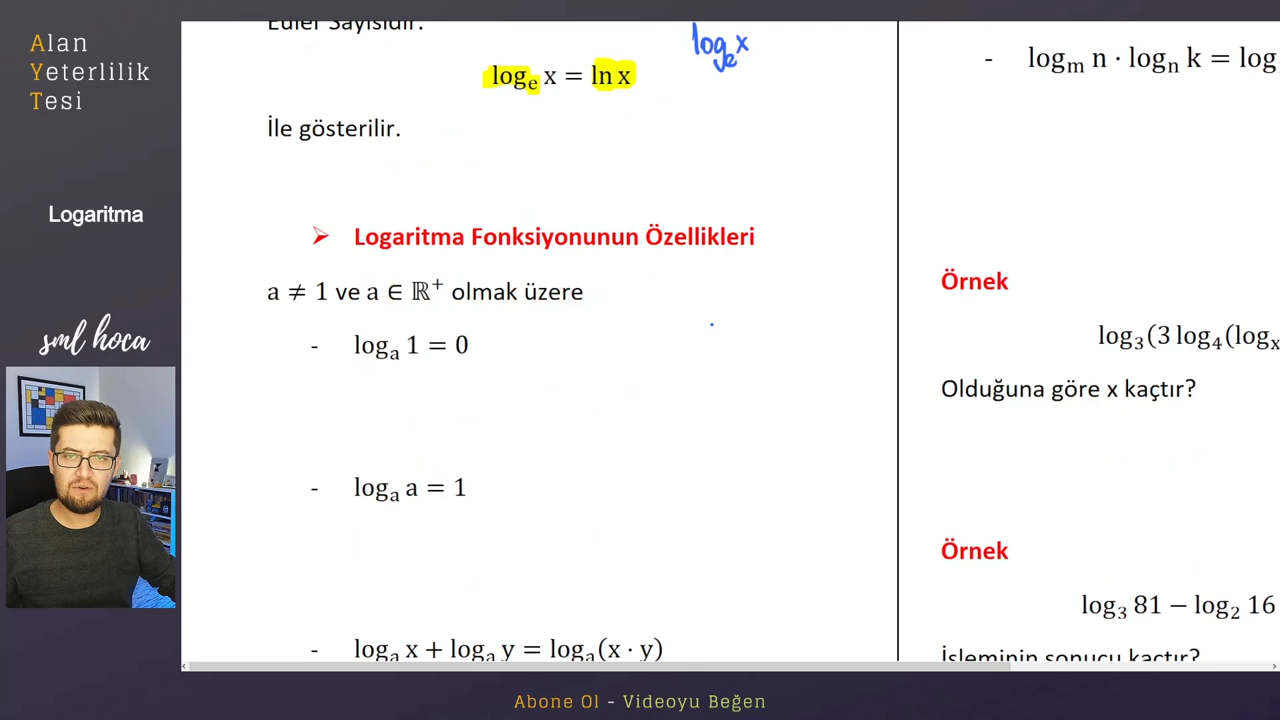 Alan
Yeterlilik
Tesi
Logaritma
sml hoca
Euler Sayısıdır.
logₑ x
logₑ x = ln x
İle gösterilir.
➢ Logaritma Fonksiyonunun Özellikleri
a ≠ 1 ve a ∈ ℝ⁺ olmak üzere
- logₐ 1 = 0
- logₐ a = 1
- logₐ x + logₐ y = logₐ(x · y)
- logₘ n · logₙ k = log
Örnek
log₃(3 log₄(logₓ
Olduğuna göre x kaçtır?
Örnek
log₃ 81 − log₂ 16
İşleminin sonucu kaçtır?
Abone Ol - Videoyu Beğen